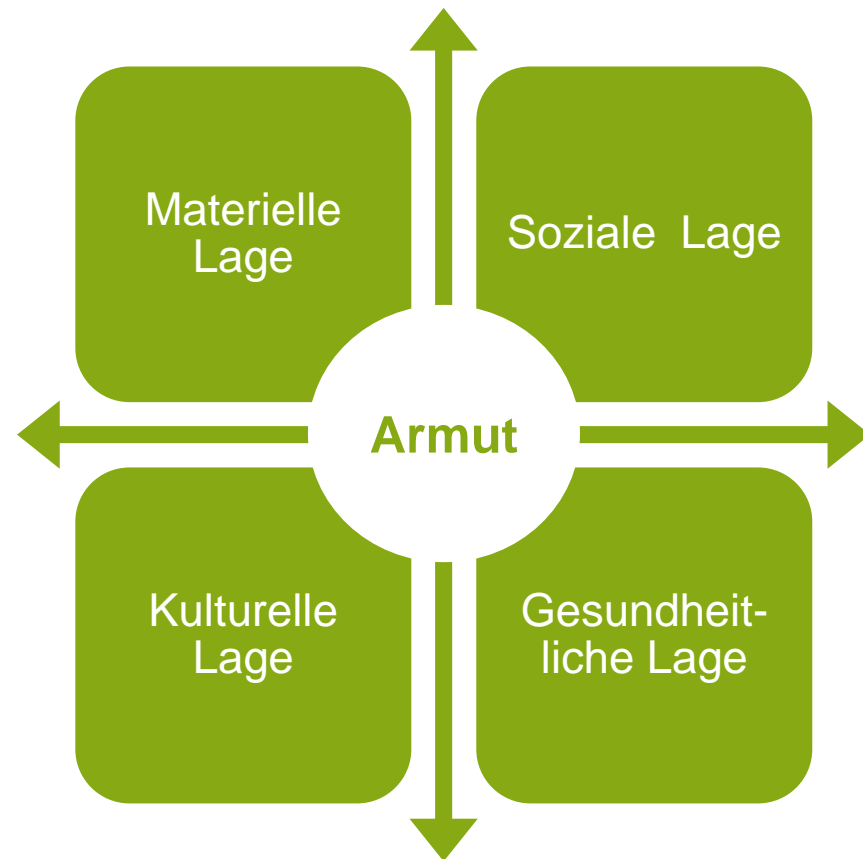 Materielle
Lage
Soziale  Lage
Armut
Kulturelle
Lage
Gesundheit-
liche Lage